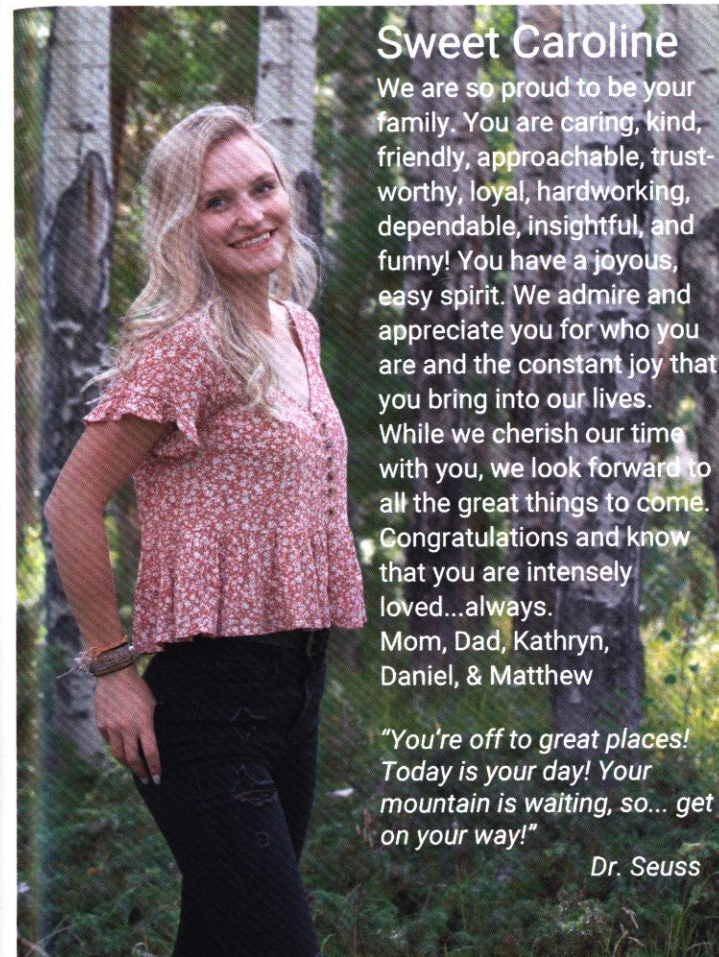 Sweet Caroline
We are so proud to be your
family. You are caring, kind,
friendly, approachable, trust-
worthy, loyal, hardworking,
dependable, insightful, and
funny! You have a joyous,
easy spirit. We admire and
appreciate you for who you
are and the constant joy that
you bring into our lives.
While we cherish our time
with you, we look forward to
all the great things to come.
Congratulations and know
that you are intensely
loved...always.
Mom, Dad, Kathryn,
Daniel, & Matthew
“You’re off to great places!
Today is your day! Your
mountain is waiting, so... get
on your way!”
Dr. Seuss